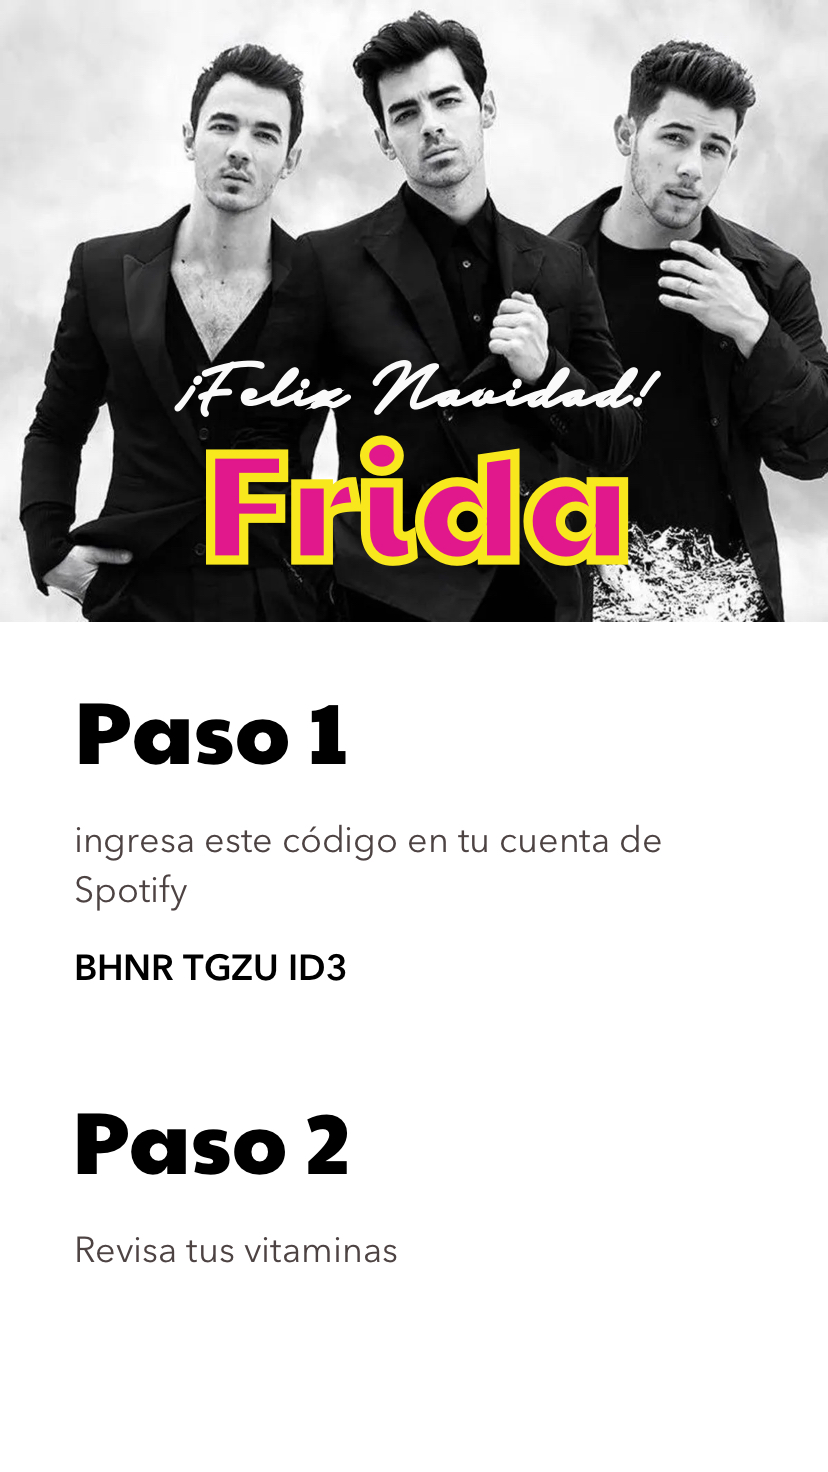 ¡Feliz Navidad!
Frida
Paso 1
ingresa este código en tu cuenta de
Spotify
BHNR TGZU ID3
Paso 2
Revisa tus vitaminas